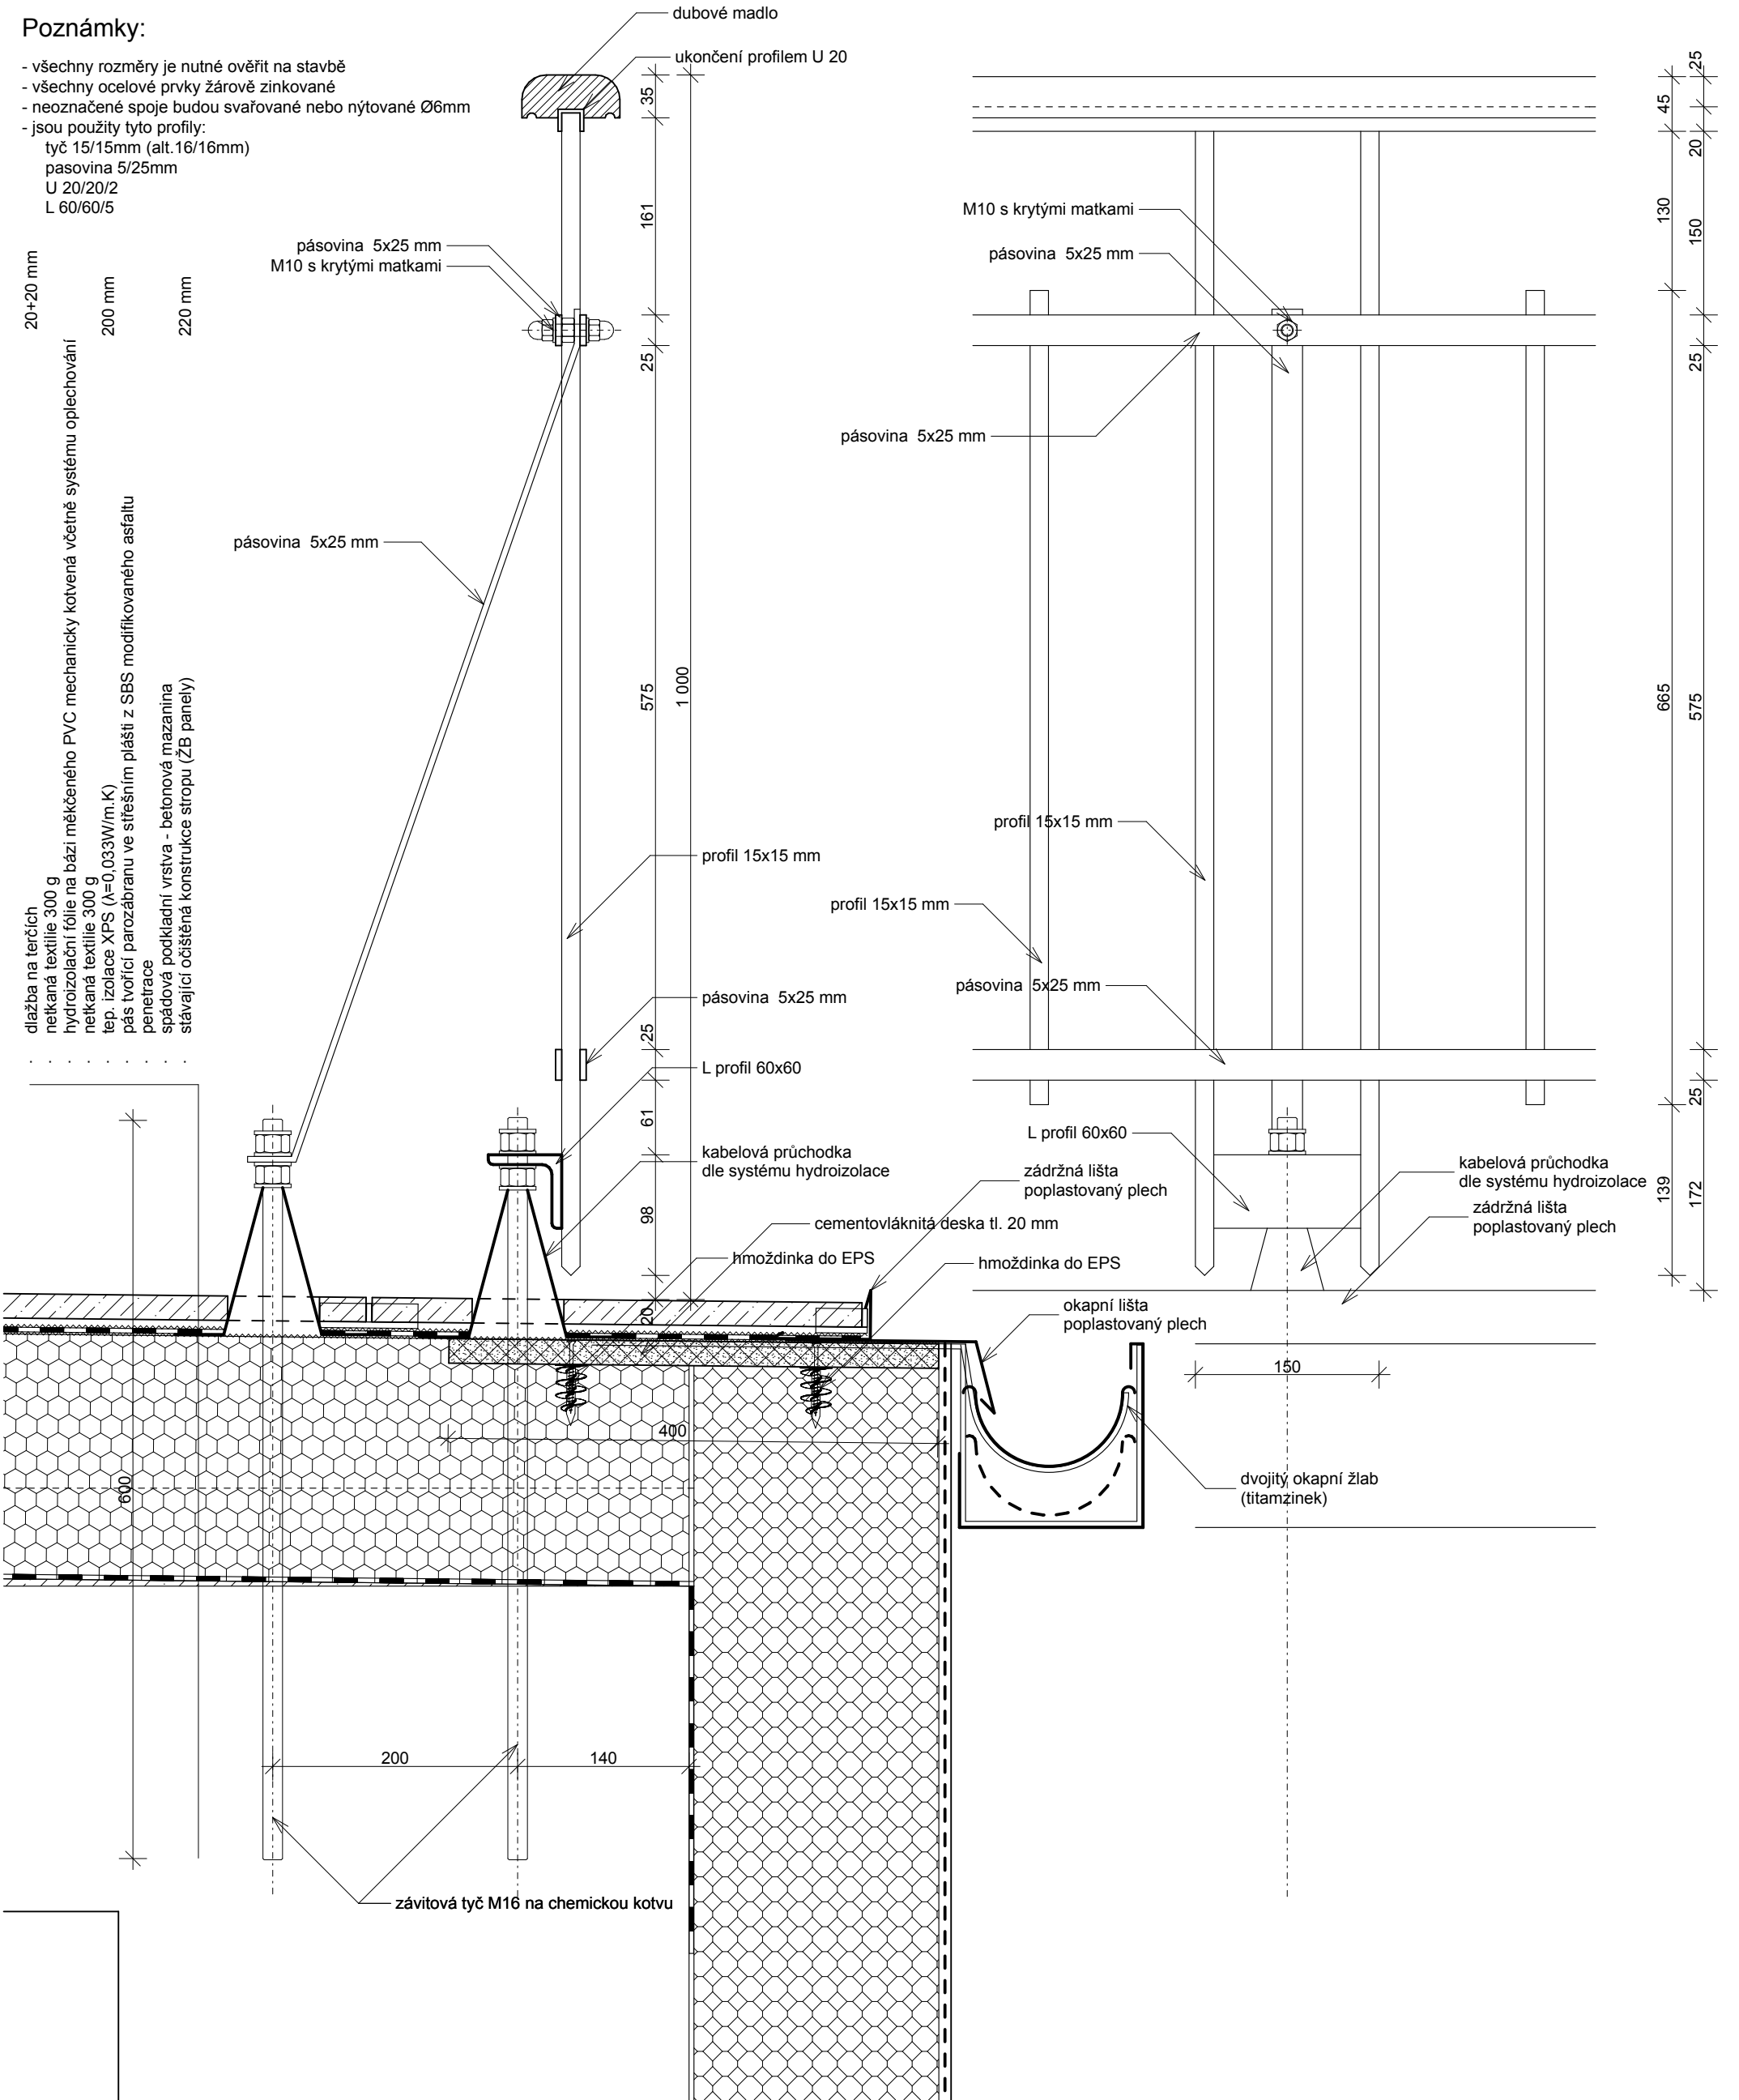 Poznámky:
- všechny rozměry je nutné ověřit na stavbě
- všechny ocelové prvky žárově zinkované
- neoznačené spoje budou svařované nebo nýtované Ø6mm
- jsou použity tyto profily:
tyč 15/15mm (alt.16/16mm)
pasovina 5/25mm
U 20/20/2
L 60/60/5
dlažba na terčích 20+20 mm
netkaná textilie 300 g
hydroizolační fólie na bázi měkčeného PVC mechanicky kotvená včetně systému oplechování
netkaná textilie 300 g
tep. izolace XPS (λ=0,033W/m.K) 200 mm
pás tvořící parozábranu ve střešním plášti z SBS modifikovaného asfaltu
penetrace
spádová podkladní vrstva - betonová mazanina
stávající očištěná konstrukce stropu (ŽB panely) 220 mm
dubové madlo
ukončení profilem U 20
pásovina 5x25 mm
M10 s krytými matkami
pásovina 5x25 mm
profil 15x15 mm
pásovina 5x25 mm
L profil 60x60
kabelová průchodka
dle systému hydroizolace
zádržná lišta
poplastovaný plech
cementovláknitá deska tl. 20 mm
hmoždinka do EPS
hmoždinka do EPS
okapní lišta
poplastovaný plech
dvojitý okapní žlab
(titamzinek)
závitová tyč M16 na chemickou kotvu
35
161
25
575
1 000
25
61
98
20
600
400
200
140
M10 s krytými matkami
pásovina 5x25 mm
pásovina 5x25 mm
profil 15x15 mm
profil 15x15 mm
pásovina 5x25 mm
L profil 60x60
kabelová průchodka
dle systému hydroizolace
zádržná lišta
poplastovaný plech
150
25
45
20
130
150
25
665
575
25
139
172